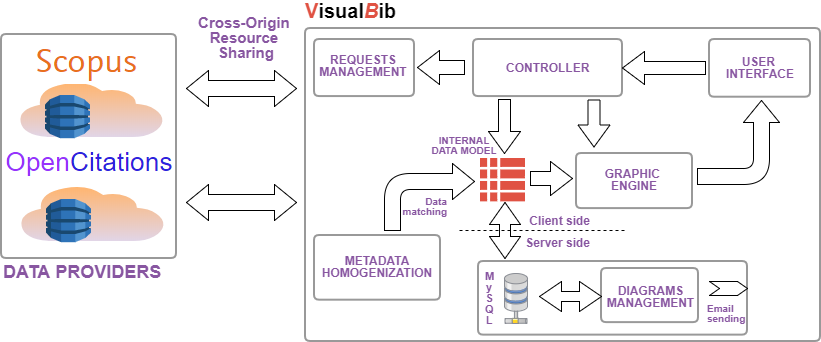 Cross-Origin
Resource
Sharing
VisualBib
Scopus
OpenCitations
DATA PROVIDERS
REQUESTS
MANAGEMENT
CONTROLLER
USER
INTERFACE
INTERNAL
DATA MODEL
GRAPHIC
ENGINE
Data
matching
Client side
Server side
METADATA
HOMOGENIZATION
MySQL
DIAGRAMS
MANAGEMENT
Email
sending